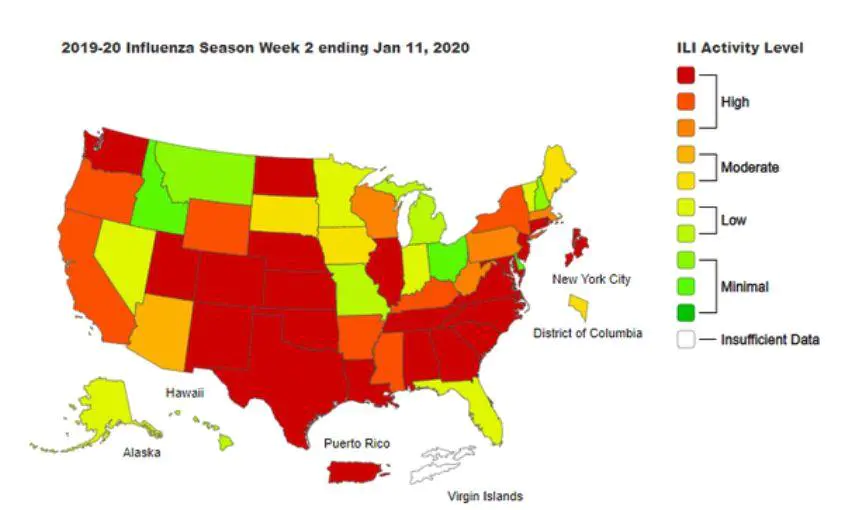 2019-20 Influenza Season Week 2 ending Jan 11, 2020
ILI Activity Level
High
Moderate
Low
Minimal
Insufficient Data
New York City
District of Columbia
Hawaii
Alaska
Puerto Rico
Virgin Islands